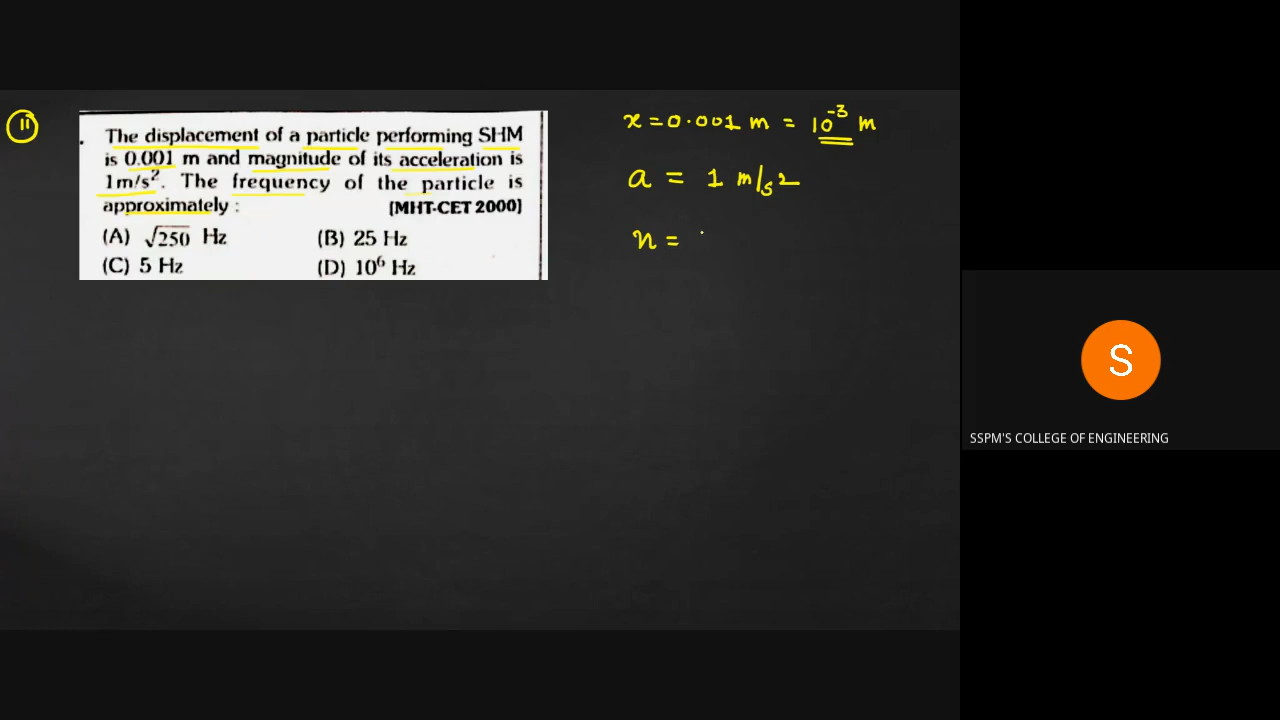 11
The displacement of a particle performing SHM
is 0.001 m and magnitude of its acceleration is
1m/s². The frequency of the particle is
approximately : [MHT-CET 2000]
(A) √250 Hz (B) 25 Hz
(C) 5 Hz (D) 10⁶ Hz
x = 0.001 m = 10⁻³ m
a = 1 m/s2
n =
S
SSPM'S COLLEGE OF ENGINEERING